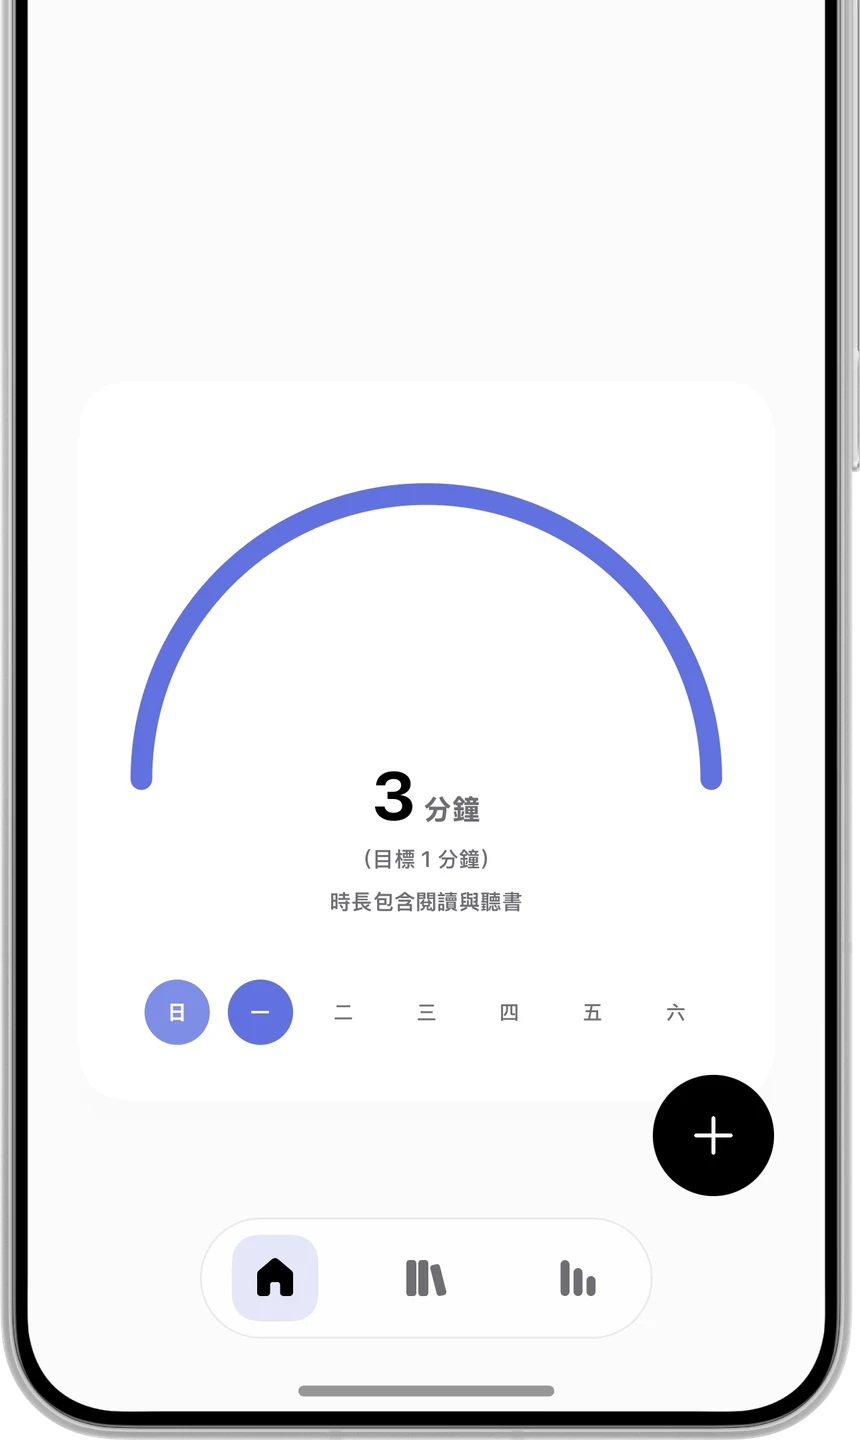 3 分鐘
（目標 1 分鐘）
時長包含閱讀與聽書
日 一 二 三 四 五 六